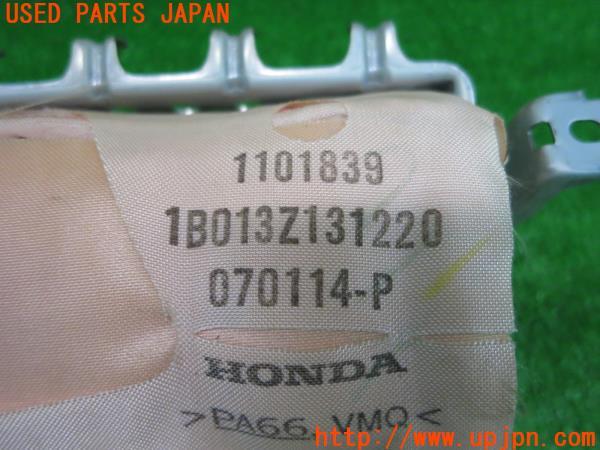 USED PARTS JAPAN
1101839
1B013Z131220
070114-P
HONDA
>PA66, VMQ<
http://www.upjpn.com